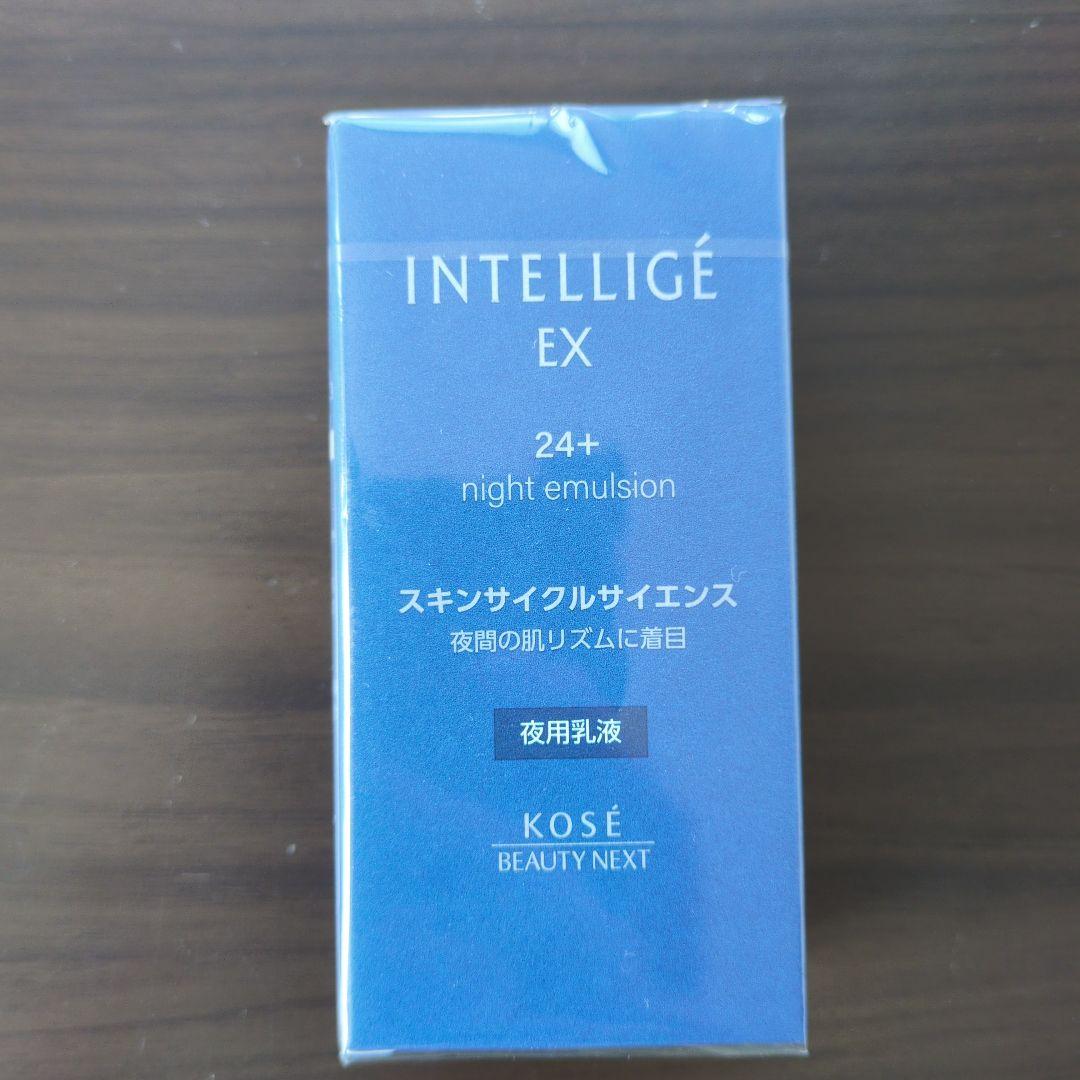 INTELLIGÉ
EX
24+
night emulsion
スキンサイクルサイエンス
夜間の肌リズムに着目
夜用乳液
KOSÉ
BEAUTY NEXT